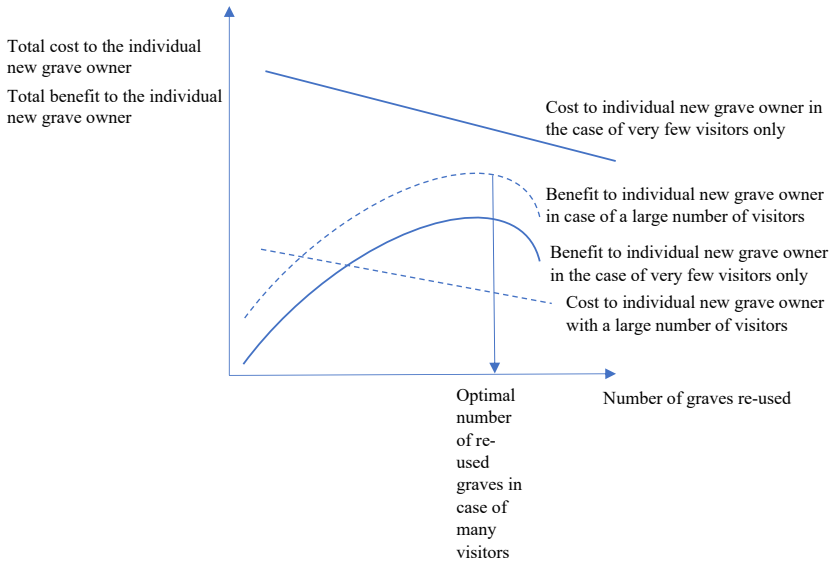 Total cost to the individual
new grave owner
Total benefit to the individual
new grave owner
Cost to individual new grave owner in
the case of very few visitors only
Benefit to individual new grave owner
in case of a large number of visitors
Benefit to individual new grave owner
in the case of very few visitors only
Cost to individual new grave owner
with a large number of visitors
Number of graves re-used
Optimal
number
of re-
used
graves in
case of
many
visitors